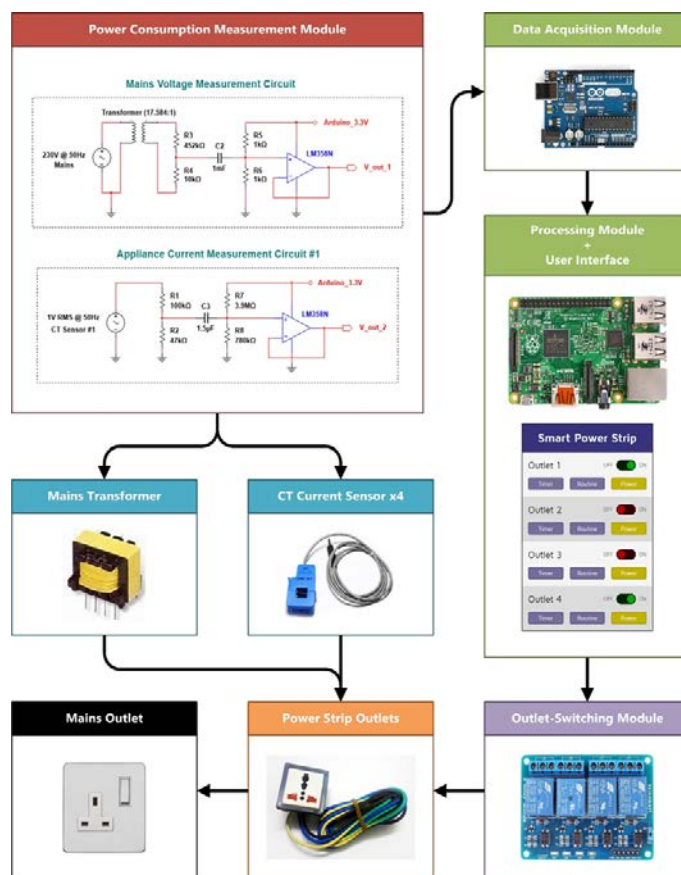 Power Consumption Measurement Module
Mains Voltage Measurement Circuit
Transformer (17.504:1)
230V @ 50Hz
Mains
R3
452kΩ
R4
10kΩ
C2
1mF
R5
1kΩ
R6
1kΩ
Arduino_3.3V
LM358N
V_out_1
Appliance Current Measurement Circuit #1
1V RMS @ 50Hz
CT Sensor #1
R1
100kΩ
R2
47kΩ
C3
1.5µF
R7
3.9MΩ
R8
780kΩ
Arduino_3.3V
LM358N
V_out_2
Data Acquisition Module
Processing Module
+
User Interface
Smart Power Strip
Outlet 1
OFF ON
Timer Routine Power
Outlet 2
OFF ON
Timer Routine Power
Outlet 3
OFF ON
Timer Routine Power
Outlet 4
OFF ON
Timer Routine Power
Mains Transformer
CT Current Sensor x4
Mains Outlet
Power Strip Outlets
Outlet-Switching Module